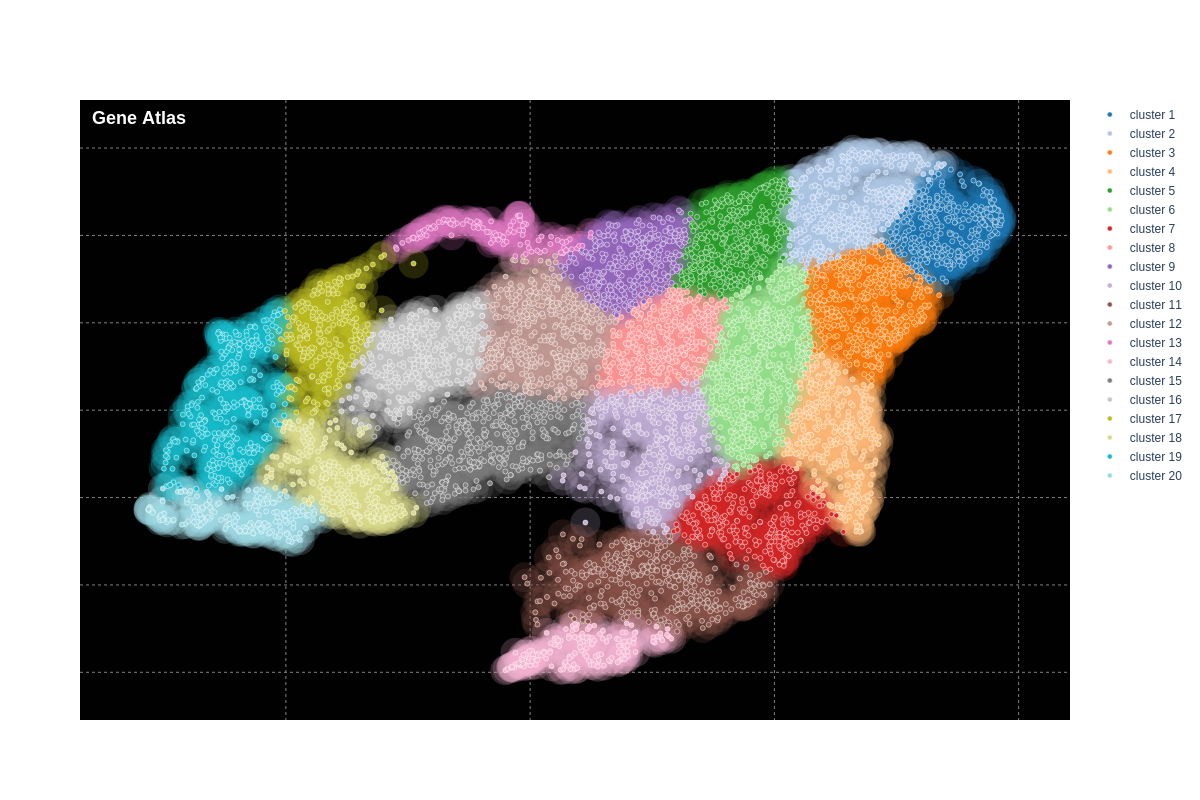 Gene Atlas
cluster 1
cluster 2
cluster 3
cluster 4
cluster 5
cluster 6
cluster 7
cluster 8
cluster 9
cluster 10
cluster 11
cluster 12
cluster 13
cluster 14
cluster 15
cluster 16
cluster 17
cluster 18
cluster 19
cluster 20